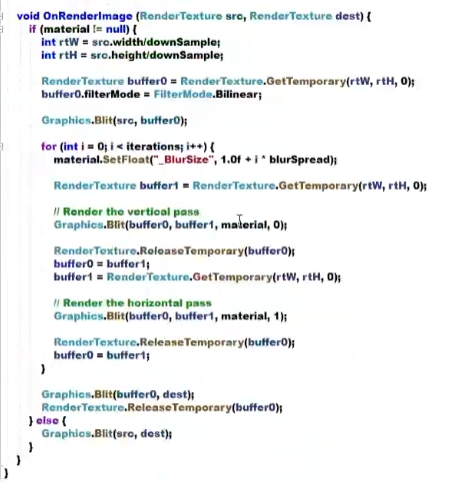 void OnRenderImage (RenderTexture src, RenderTexture dest) {
if (material != null) {
int rtW = src.width/downSample;
int rtH = src.height/downSample;
RenderTexture buffer0 = RenderTexture.GetTemporary(rtW, rtH, 0);
buffer0.filterMode = FilterMode.Bilinear;
Graphics.Blit(src, buffer0);
for (int i = 0; i < iterations; i++) {
material.SetFloat("_BlurSize", 1.0f + i * blurSpread);
RenderTexture buffer1 = RenderTexture.GetTemporary(rtW, rtH, 0);
// Render the vertical pass
Graphics.Blit(buffer0, buffer1, material, 0);
RenderTexture.ReleaseTemporary(buffer0);
buffer0 = buffer1;
buffer1 = RenderTexture.GetTemporary(rtW, rtH, 0);
// Render the horizontal pass
Graphics.Blit(buffer0, buffer1, material, 1);
RenderTexture.ReleaseTemporary(buffer0);
buffer0 = buffer1;
}
Graphics.Blit(buffer0, dest);
RenderTexture.ReleaseTemporary(buffer0);
} else {
Graphics.Blit(src, dest);
}
}
}